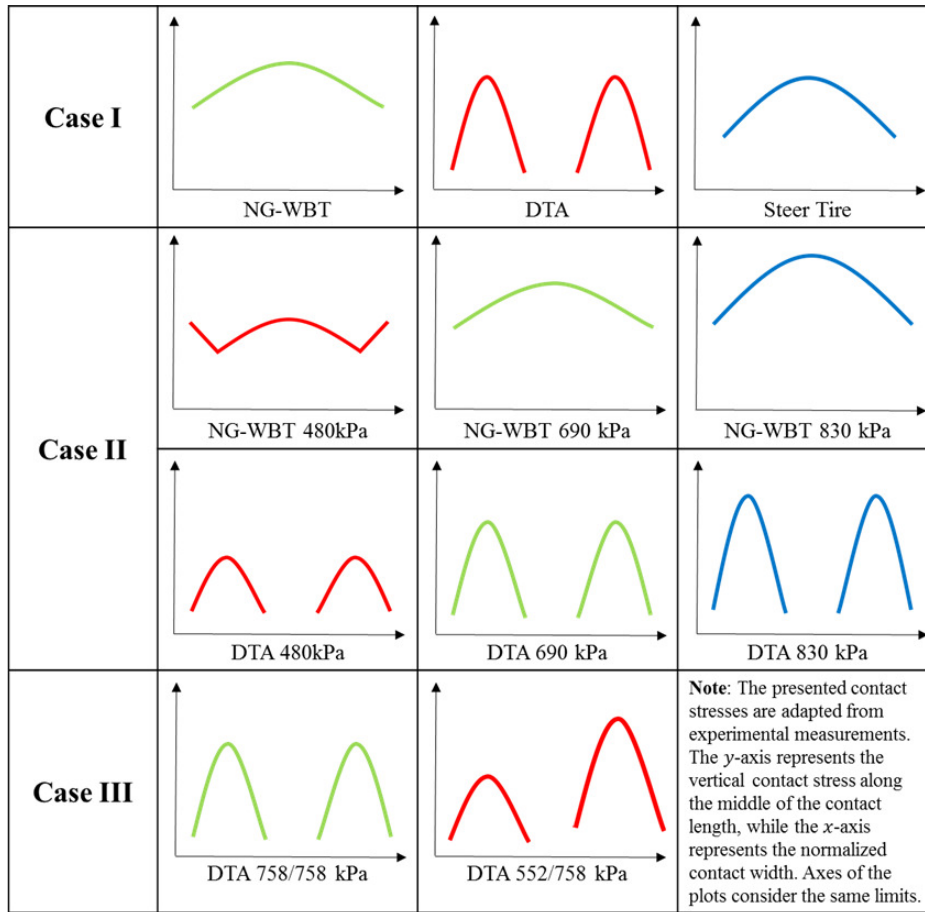 Case I
NG-WBT
DTA
Steer Tire
Case II
NG-WBT 480kPa
NG-WBT 690 kPa
NG-WBT 830 kPa
DTA 480kPa
DTA 690 kPa
DTA 830 kPa
Case III
DTA 758/758 kPa
DTA 552/758 kPa
Note: The presented contact
stresses are adapted from
experimental measurements.
The y-axis represents the
vertical contact stress along
the middle of the contact
length, while the x-axis
represents the normalized
contact width. Axes of the
plots consider the same limits.